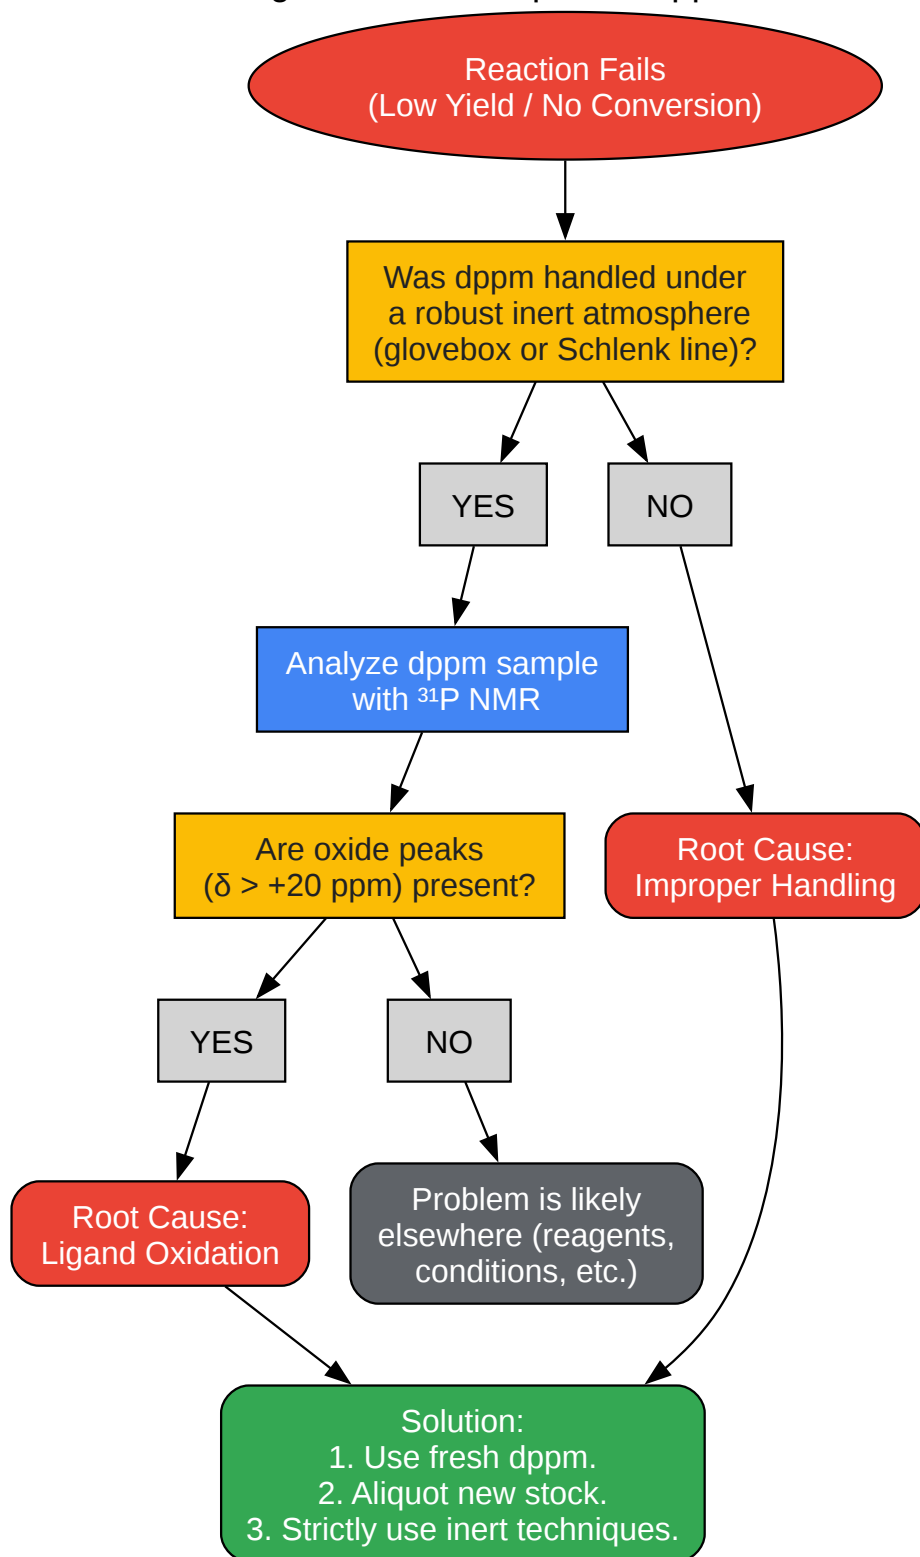 Reaction Fails
(Low Yield / No Conversion)
Was dppm handled under
a robust inert atmosphere
(glovebox or Schlenk line)?
YES
NO
Analyze dppm sample
with ³¹P NMR
Are oxide peaks
(δ > +20 ppm) present?
Root Cause:
Improper Handling
YES
NO
Root Cause:
Ligand Oxidation
Problem is likely
elsewhere (reagents,
conditions, etc.)
Solution:
1. Use fresh dppm.
2. Aliquot new stock.
3. Strictly use inert techniques.